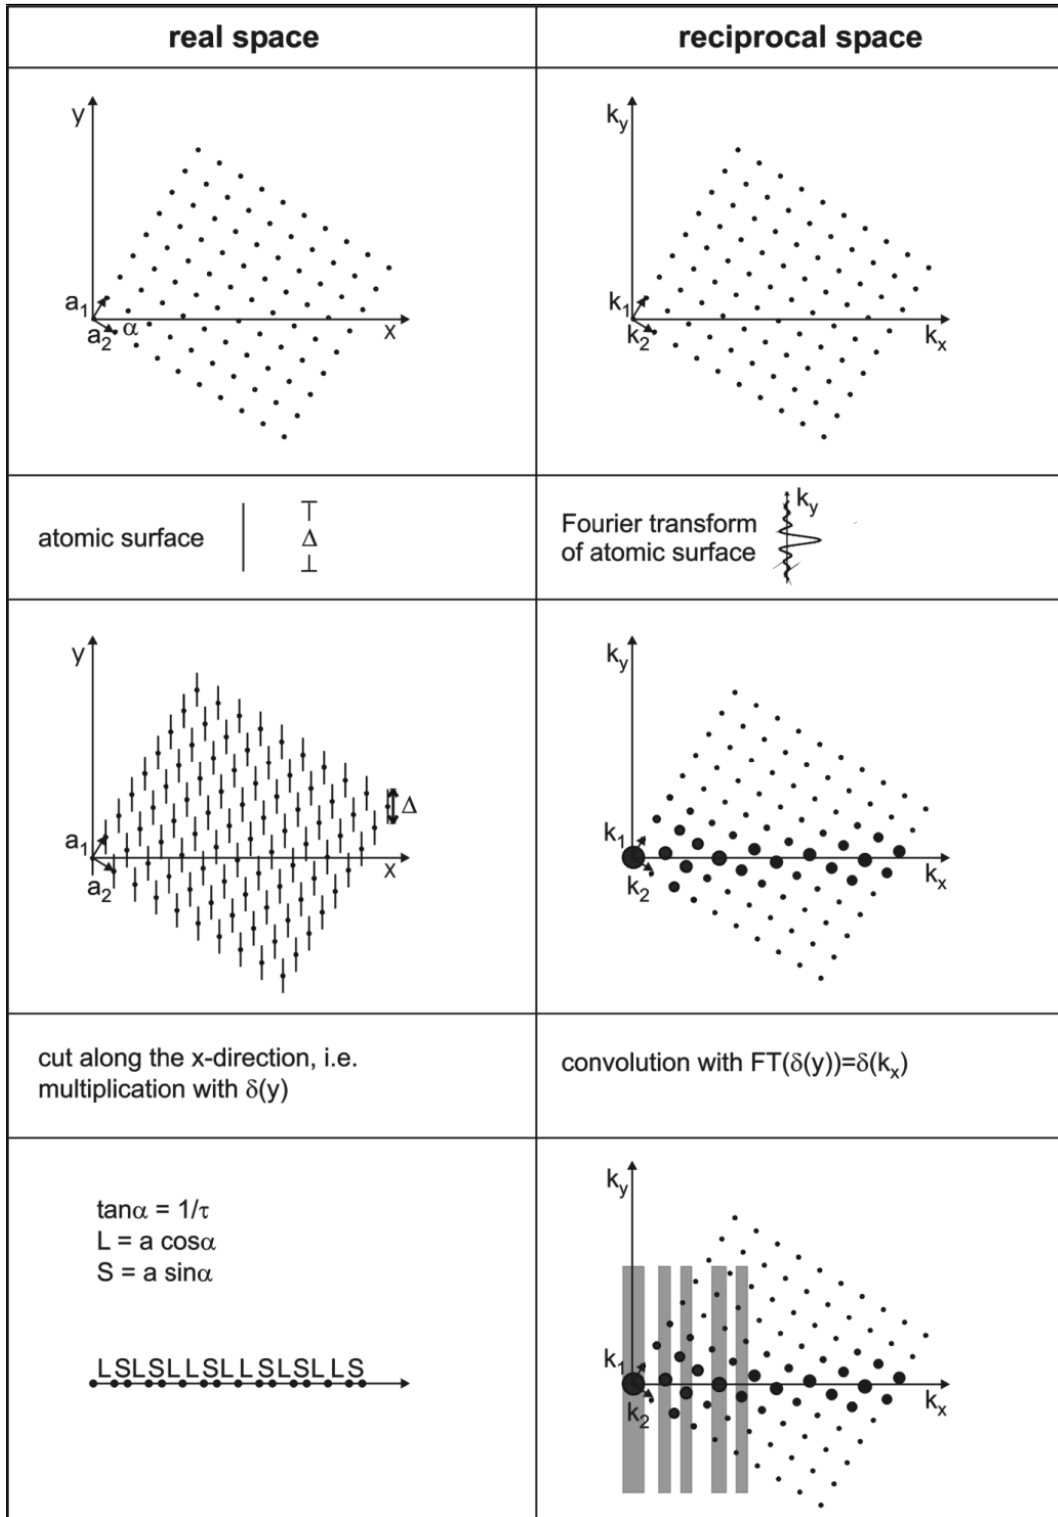 real space
reciprocal space
y
a1
a2
α
x
ky
k1
k2
kx
atomic surface
Δ
Fourier transform
of atomic surface
ky
y
a1
a2
x
Δ
ky
k1
k2
kx
cut along the x-direction, i.e.
multiplication with δ(y)
convolution with FT(δ(y))=δ(kx)
tanα = 1/τ
L = a cosα
S = a sinα
L S L S L L S L L S L S L L S
ky
k1
k2
kx